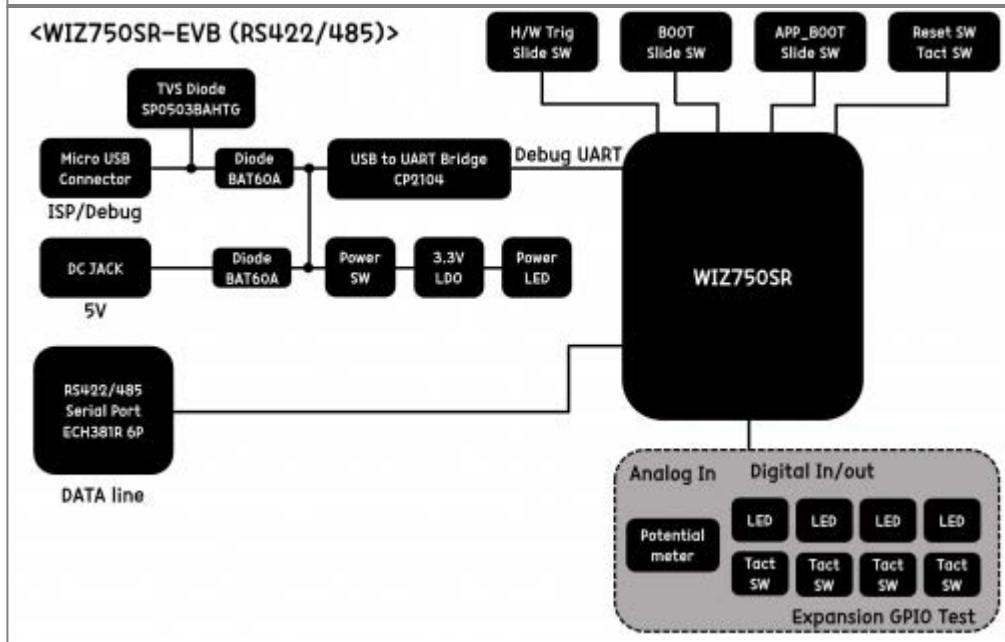 <WIZ750SR-EVB (RS422/485)>
H/W Trig
Slide SW
BOOT
Slide SW
APP_BOOT
Slide SW
Reset SW
Tact SW
TVS Diode
SP0503BAHTG
Micro USB
Connector
ISP/Debug
Diode
BAT60A
USB to UART Bridge
CP2104
Debug UART
DC JACK
5V
Diode
BAT60A
Power
SW
3.3V
LDO
Power
LED
WIZ750SR
RS422/485
Serial Port
ECH381R 6P
DATA line
Analog In
Digital In/out
Potential
meter
LED
LED
LED
LED
Tact
SW
Tact
SW
Tact
SW
Tact
SW
Expansion GPIO Test